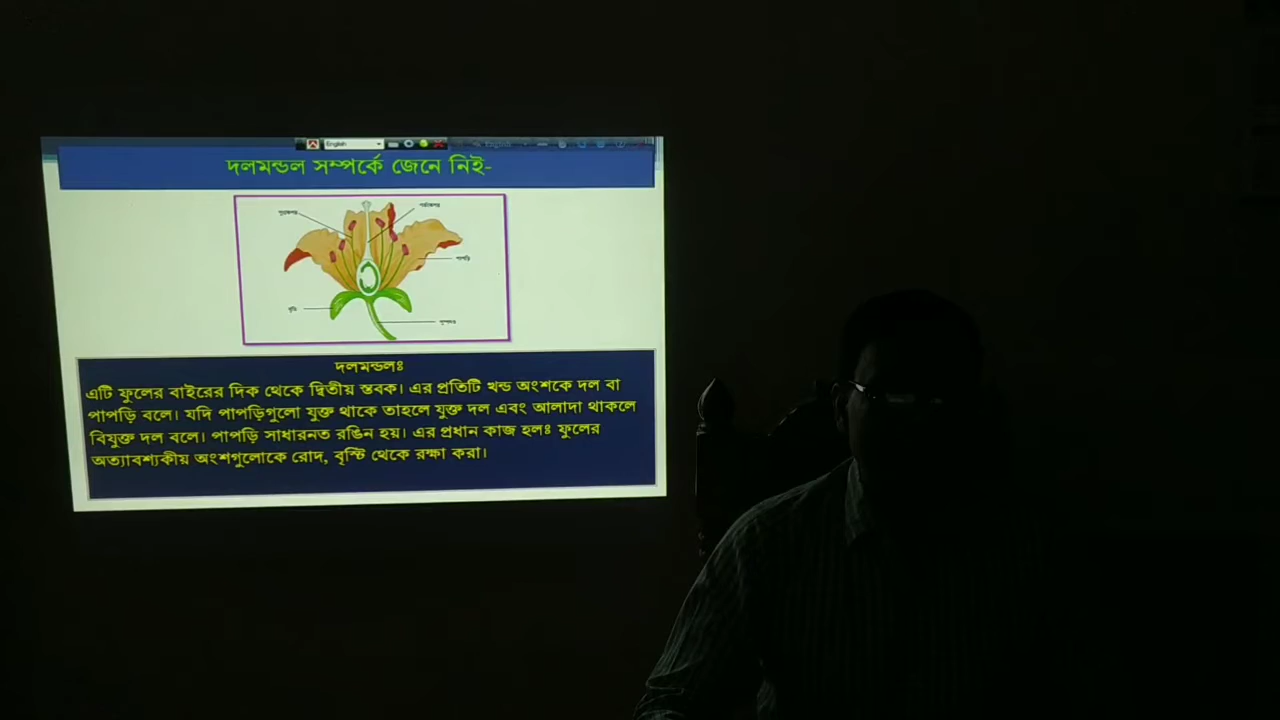 English
দলমন্ডল সম্পর্কে জেনে নিই-
পাপড়ি
বৃতি
দলমন্ডলঃ
এটি ফুলের বাইরের দিক থেকে দ্বিতীয় স্তবক। এর প্রতিটি খন্ড অংশকে দল বা
পাপড়ি বলে। যদি পাপড়িগুলো যুক্ত থাকে তাহলে যুক্ত দল এবং আলাদা থাকলে
বিযুক্ত দল বলে। পাপড়ি সাধারনত রঙিন হয়। এর প্রধান কাজ হলঃ ফুলের
অত্যাবশ্যকীয় অংশগুলোকে রোদ, বৃস্টি থেকে রক্ষা করা।